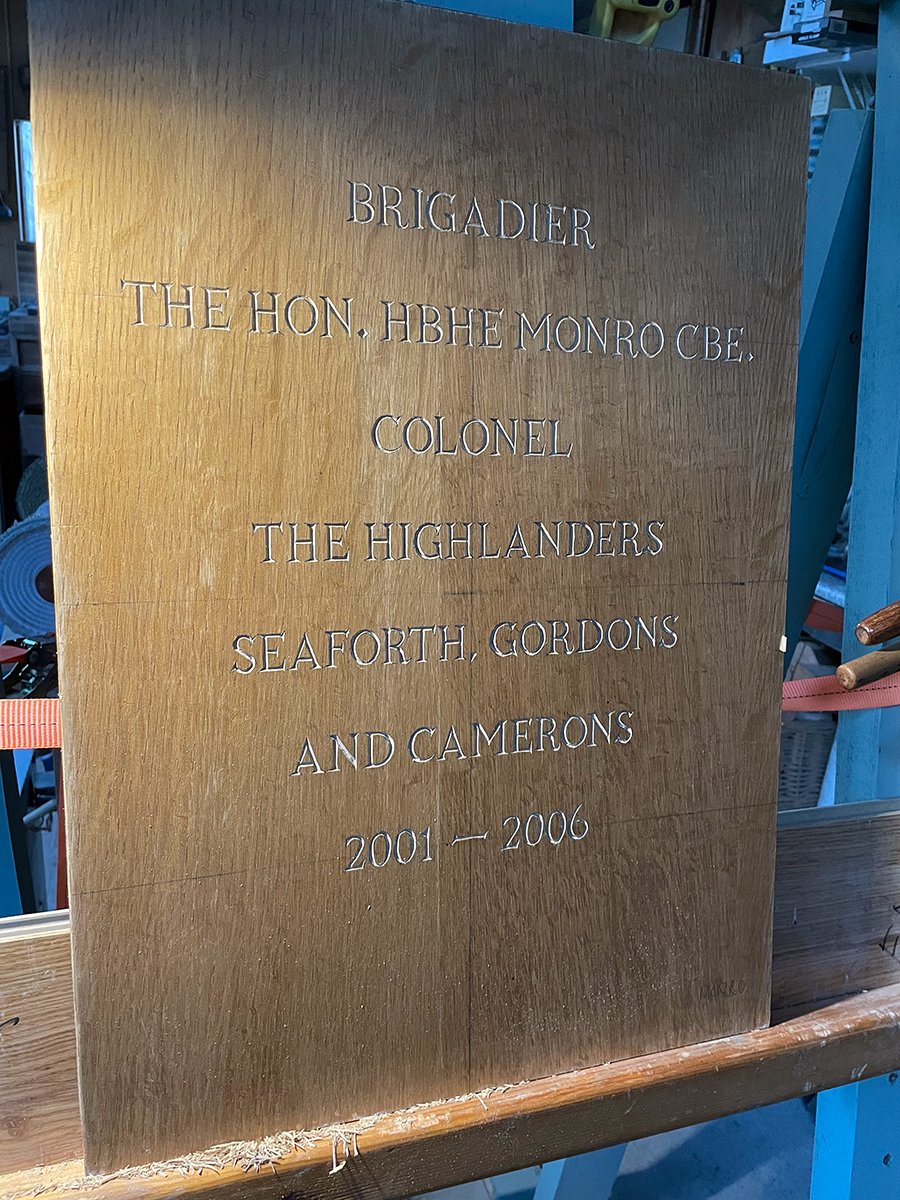 BRIGADIER
THE HON. HBHE MONRO CBE.
COLONEL
THE HIGHLANDERS
SEAFORTH, GORDONS
AND CAMERONS
2001 — 2006